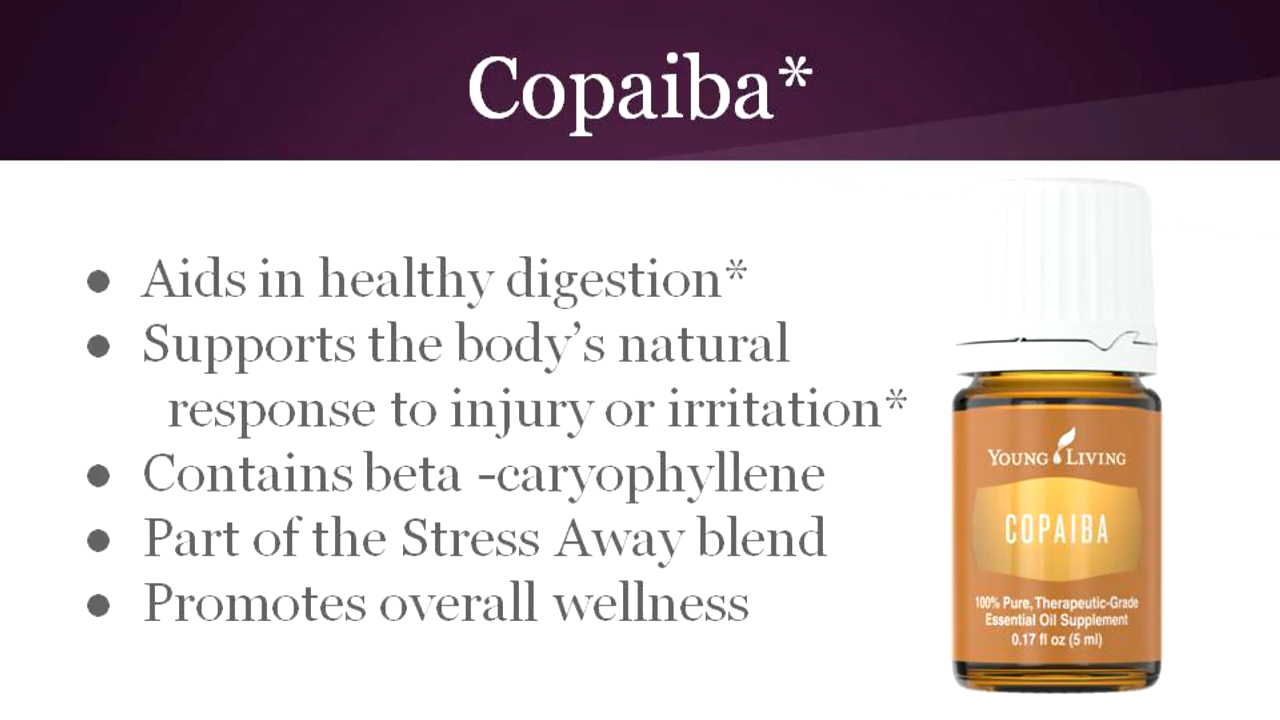 Copaiba*
● Aids in healthy digestion*
● Supports the body's natural
response to injury or irritation*
● Contains beta -caryophyllene
● Part of the Stress Away blend
● Promotes overall wellness
YOUNG LIVING
COPAIBA
100% Pure, Therapeutic-Grade
Essential Oil Supplement
0.17 fl oz (5 ml)